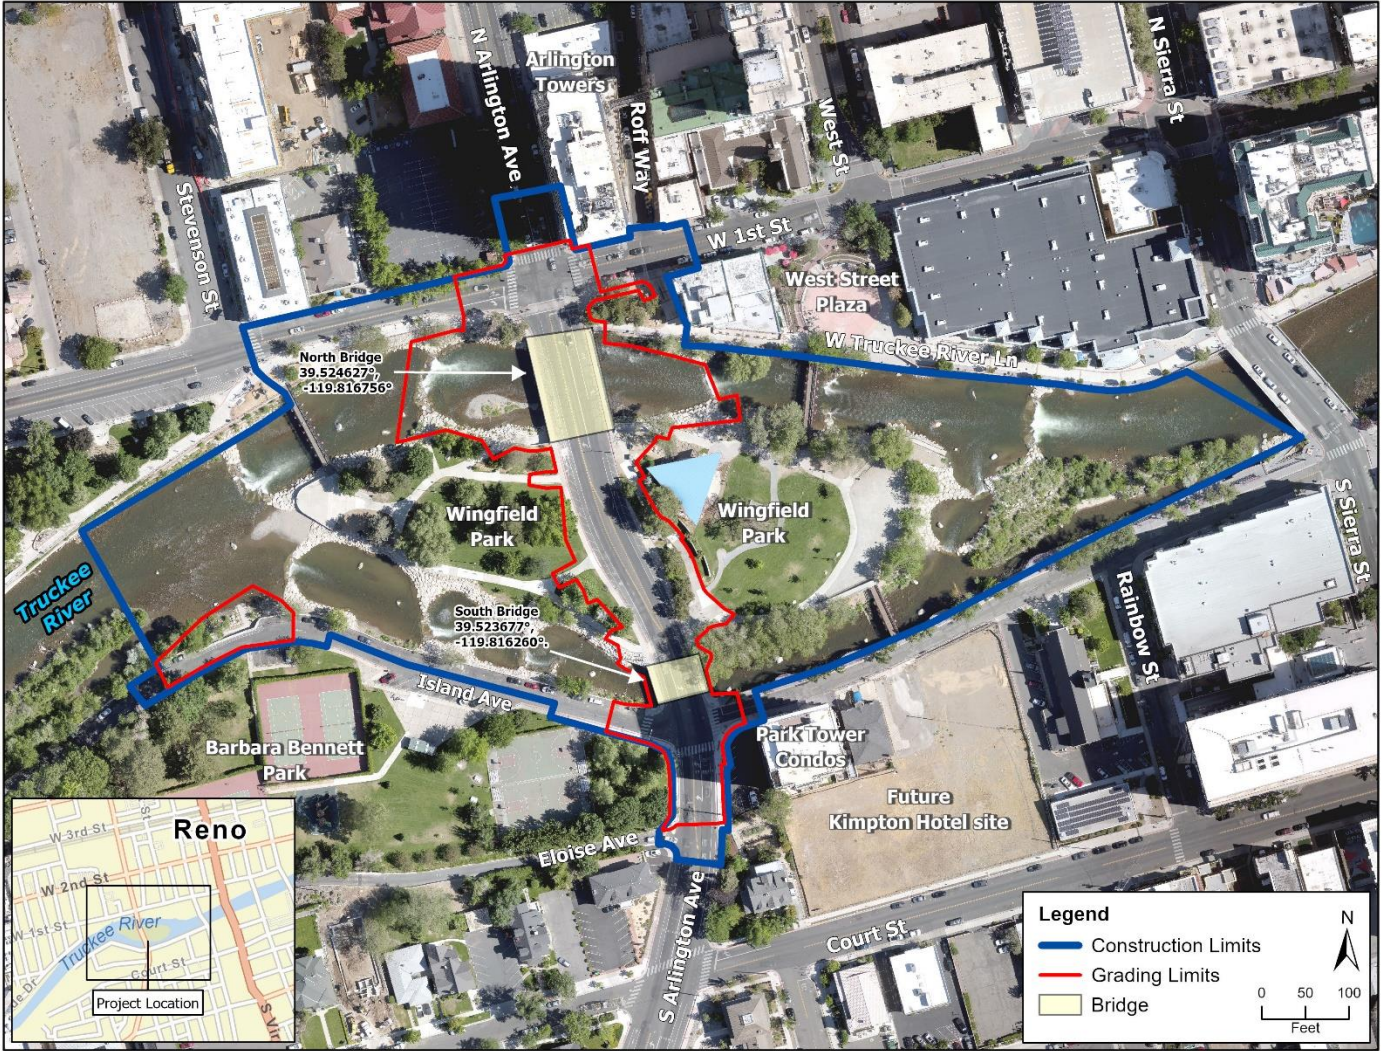 N Arlington Ave
Arlington
Towers
Roff Way
West St
N Sierra St
Stevenson St
W 1st St
West Street
Plaza
W Truckee River Ln
North Bridge
39.524627°,
-119.816756°
Wingfield
Park
Wingfield
Park
S Sierra St
Truckee
River
South Bridge
39.523677°,
-119.816260°.
Rainbow St
Island Ave
Barbara Bennett
Park
Park Tower
Condos
Future
Kimpton Hotel site
Eloise Ave
S Arlington Ave
Court St
Reno
W 3rd St
St
W 2nd St
W 1st St
Truckee River
Court St
de Dr
S Vir
Project Location
Legend
Construction Limits
Grading Limits
Bridge
N
0 50 100
Feet